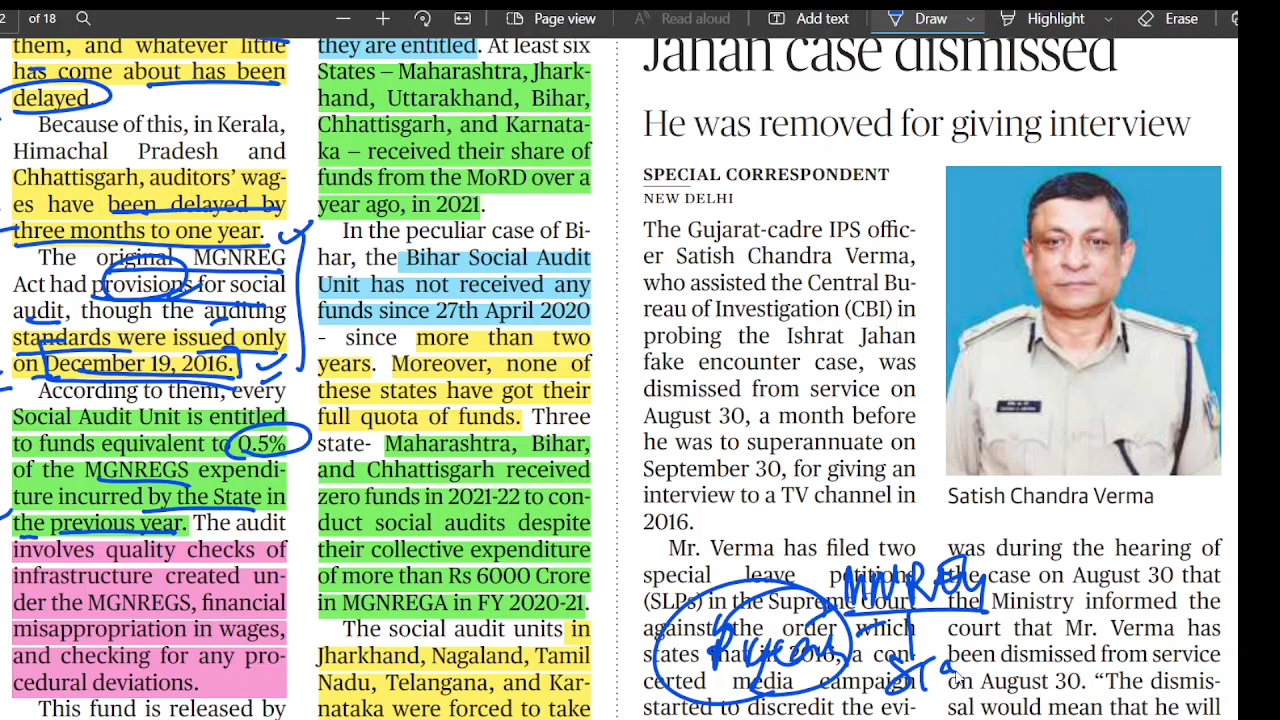 2 of 18
Page view
Read aloud
Add text
Draw
Highlight
Erase
them, and whatever little
has come about has been
delayed.
Because of this, in Kerala,
Himachal Pradesh and
Chhattisgarh, auditors' wag-
es have been delayed by
three months to one year.
The original MGNREG
Act had provisions for social
audit, though the auditing
standards were issued only
on December 19, 2016.
According to them, every
Social Audit Unit is entitled
to funds equivalent to 0.5%
of the MGNREGS expendi-
ture incurred by the State in
the previous year. The audit
involves quality checks of
infrastructure created un-
der the MGNREGS, financial
misappropriation in wages,
and checking for any pro-
cedural deviations.
This fund is released by
they are entitled. At least six
States – Maharashtra, Jhark-
hand, Uttarakhand, Bihar,
Chhattisgarh, and Karnata-
ka – received their share of
funds from the MoRD over a
year ago, in 2021.
In the peculiar case of Bi-
har, the Bihar Social Audit
Unit has not received any
funds since 27th April 2020
- since more than two
years. Moreover, none of
these states have got their
full quota of funds. Three
state- Maharashtra, Bihar,
and Chhattisgarh received
zero funds in 2021-22 to con-
duct social audits despite
their collective expenditure
of more than Rs 6000 Crore
in MGNREGA in FY 2020-21.
The social audit units in
Jharkhand, Nagaland, Tamil
Nadu, Telangana, and Kar-
nataka were forced to take
Jahan case dismissed
He was removed for giving interview
SPECIAL CORRESPONDENT
NEW DELHI
The Gujarat-cadre IPS offic-
er Satish Chandra Verma,
who assisted the Central Bu-
reau of Investigation (CBI) in
probing the Ishrat Jahan
fake encounter case, was
dismissed from service on
August 30, a month before
he was to superannuate on
September 30, for giving an
interview to a TV channel in
2016.
Mr. Verma has filed two
special leave petitions
(SLPs) in the Supreme Court
against the order which
states that in 2016, a con-
certed media campaign
started to discredit the evi-
Satish Chandra Verma
was during the hearing of
the case on August 30 that
the Ministry informed the
court that Mr. Verma has
been dismissed from service
on August 30. “The dismis-
sal would mean that he will
MNREG